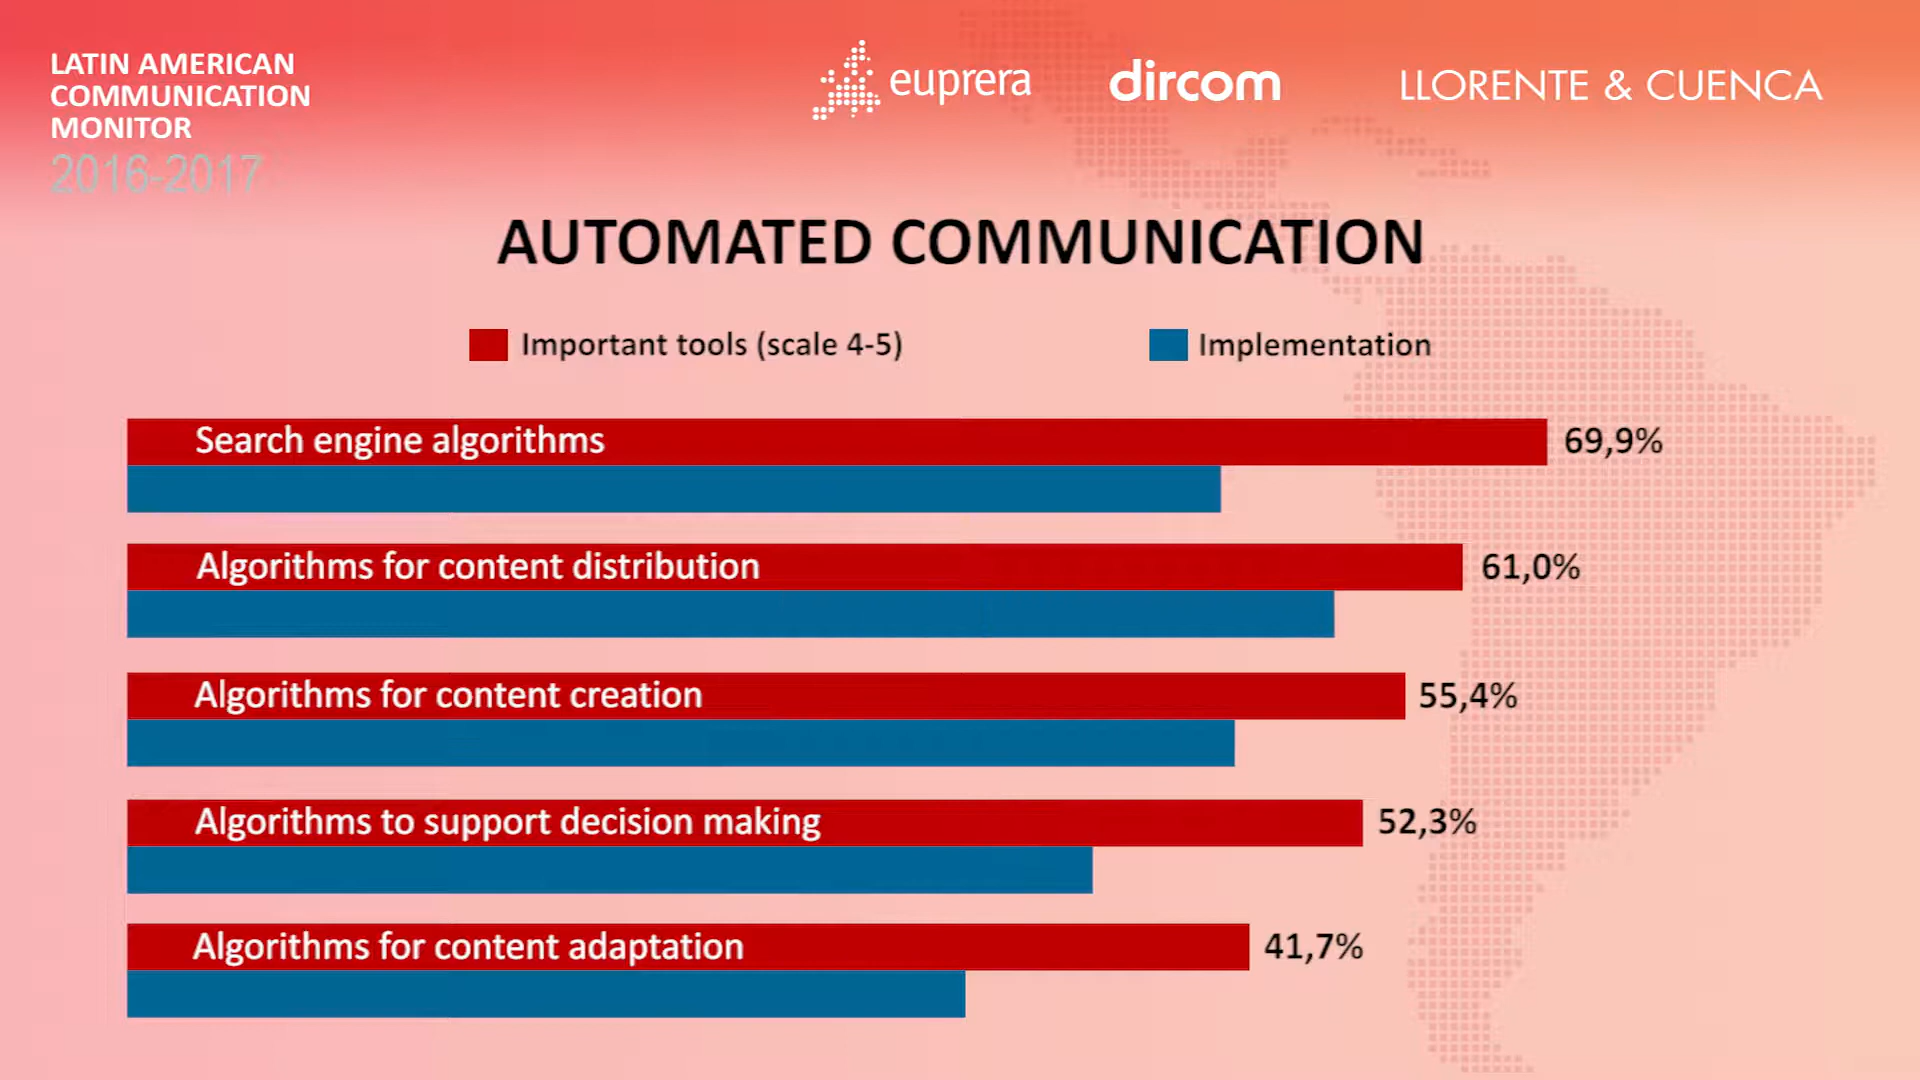 LATIN AMERICAN
COMMUNICATION
MONITOR
2016-2017
euprera
dircom
LLORENTE & CUENCA
AUTOMATED COMMUNICATION
Important tools (scale 4-5)
Implementation
Search engine algorithms
69,9%
Algorithms for content distribution
61,0%
Algorithms for content creation
55,4%
Algorithms to support decision making
52,3%
Algorithms for content adaptation
41,7%